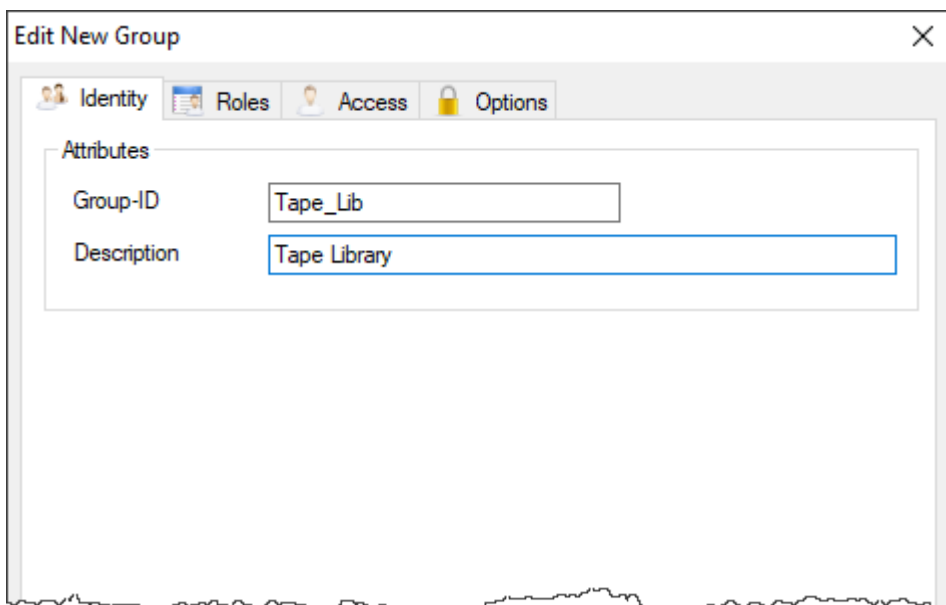 Edit New Group
Identity Roles Access Options
Attributes
Group-ID Tape_Lib
Description Tape Library